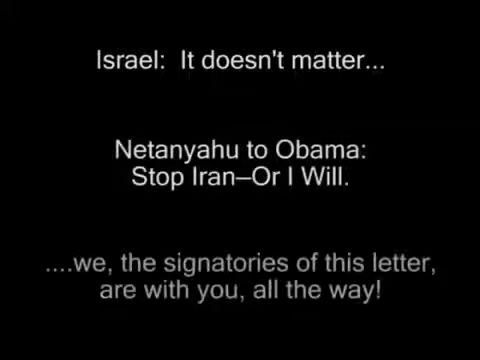 Israel:  It doesn't matter...
Netanyahu to Obama:
Stop Iran–Or I Will.
....we, the signatories of this letter,
are with you, all the way!